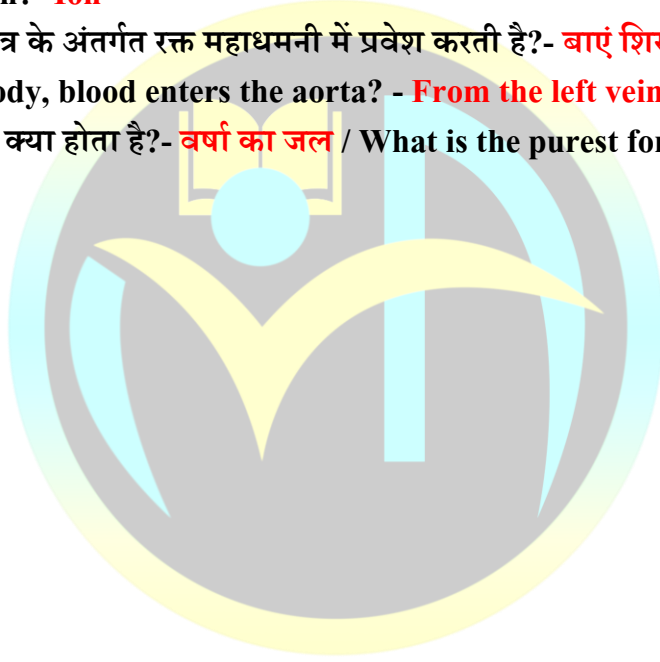 त्र के अंतर्गत रक्त महाधमनी में प्रवेश करती है?- बाएं
ody, blood enters the aorta? - From the left vein
क्या होता है?- वर्षा का जल / What is the purest for